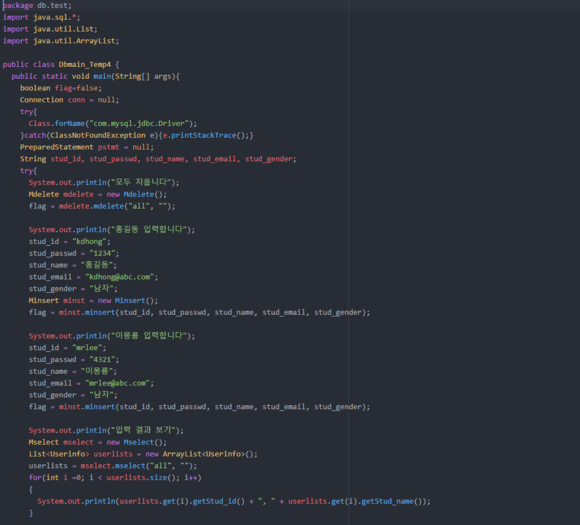 package db.test;
import java.sql.*;
import java.util.List;
import java.util.ArrayList;
public class Dbmain_Temp4 {
public static void main(String[] args){
boolean flag=false;
Connection conn = null;
try{
Class.forName("com.mysql.jdbc.Driver");
}catch(ClassNotFoundException e){e.printStackTrace();}
PreparedStatement pstmt = null;
String stud_id, stud_passwd, stud_name, stud_email, stud_gender;
try{
System.out.println("모두 지웁니다");
Mdelete mdelete = new Mdelete();
flag = mdelete.mdelete("all", "");
System.out.println("홍길동 입력합니다");
stud_id = "kdhong";
stud_passwd = "1234";
stud_name = "홍길동";
stud_email = "kdhong@abc.com";
stud_gender = "남자";
Minsert minst = new Minsert();
flag = minst.minsert(stud_id, stud_passwd, stud_name, stud_email, stud_gender);
System.out.println("이몽룡 입력합니다");
stud_id = "mrlee";
stud_passwd = "4321";
stud_name = "이몽룡";
stud_email = "mrlee@abc.com";
stud_gender = "남자";
flag = minst.minsert(stud_id, stud_passwd, stud_name, stud_email, stud_gender);
System.out.println("입력 결과 보기");
Mselect mselect = new Mselect();
List<Userinfo> userlists = new ArrayList<Userinfo>();
userlists = mselect.mselect("all", "");
for(int i =0; i < userlists.size(); i++)
{
System.out.println(userlists.get(i).getStud_id() + ", " + userlists.get(i).getStud_name());
}